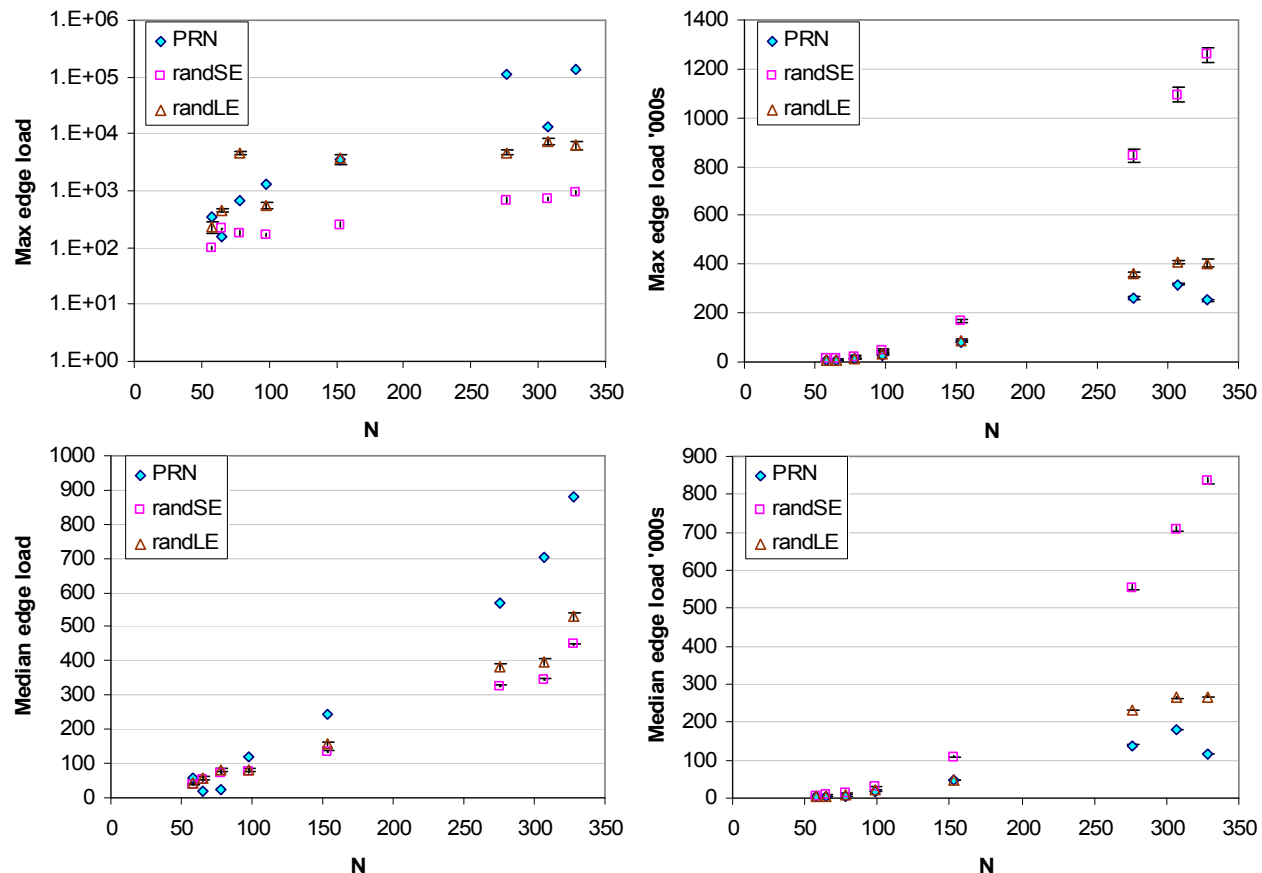 Max edge load
1.E+06
1.E+05
1.E+04
1.E+03
1.E+02
1.E+01
1.E+00
PRN
randSE
randLE
0 50 100 150 200 250 300 350
N
Max edge load '000s
1400
1200
1000
800
600
400
200
0
PRN
randSE
randLE
0 50 100 150 200 250 300 350
N
Median edge load
1000
900
800
700
600
500
400
300
200
100
0
PRN
randSE
randLE
0 50 100 150 200 250 300 350
N
Median edge load '000s
900
800
700
600
500
400
300
200
100
0
PRN
randSE
randLE
0 50 100 150 200 250 300 350
N